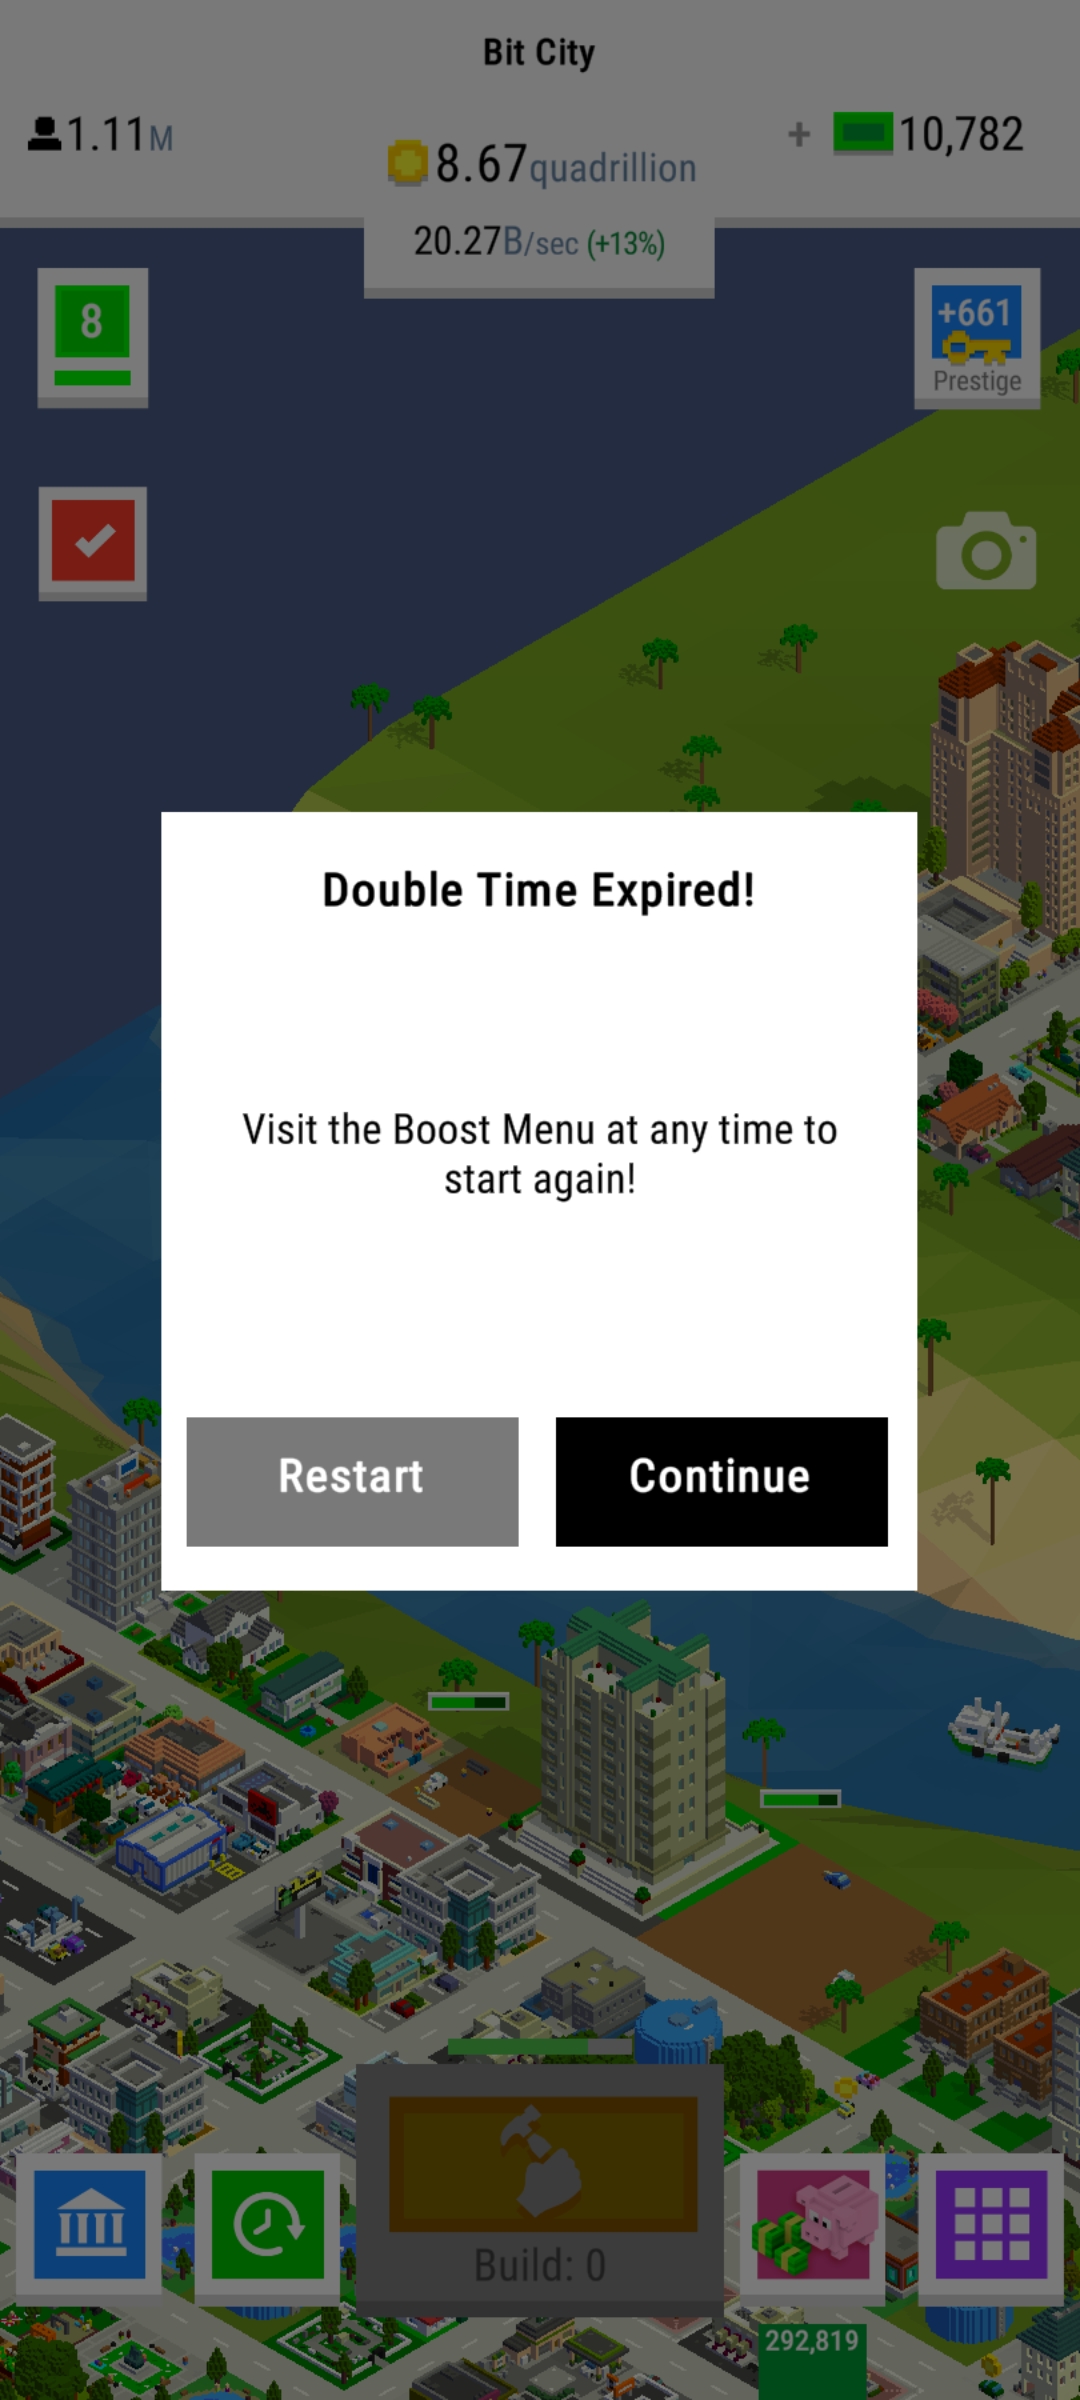 Bit City
1.11M
8.67quadrillion
+ 10,782
20.27B/sec (+13%)
8
+661
Prestige
Double Time Expired!
Visit the Boost Menu at any time to
start again!
Restart
Continue
Build: 0
292,819